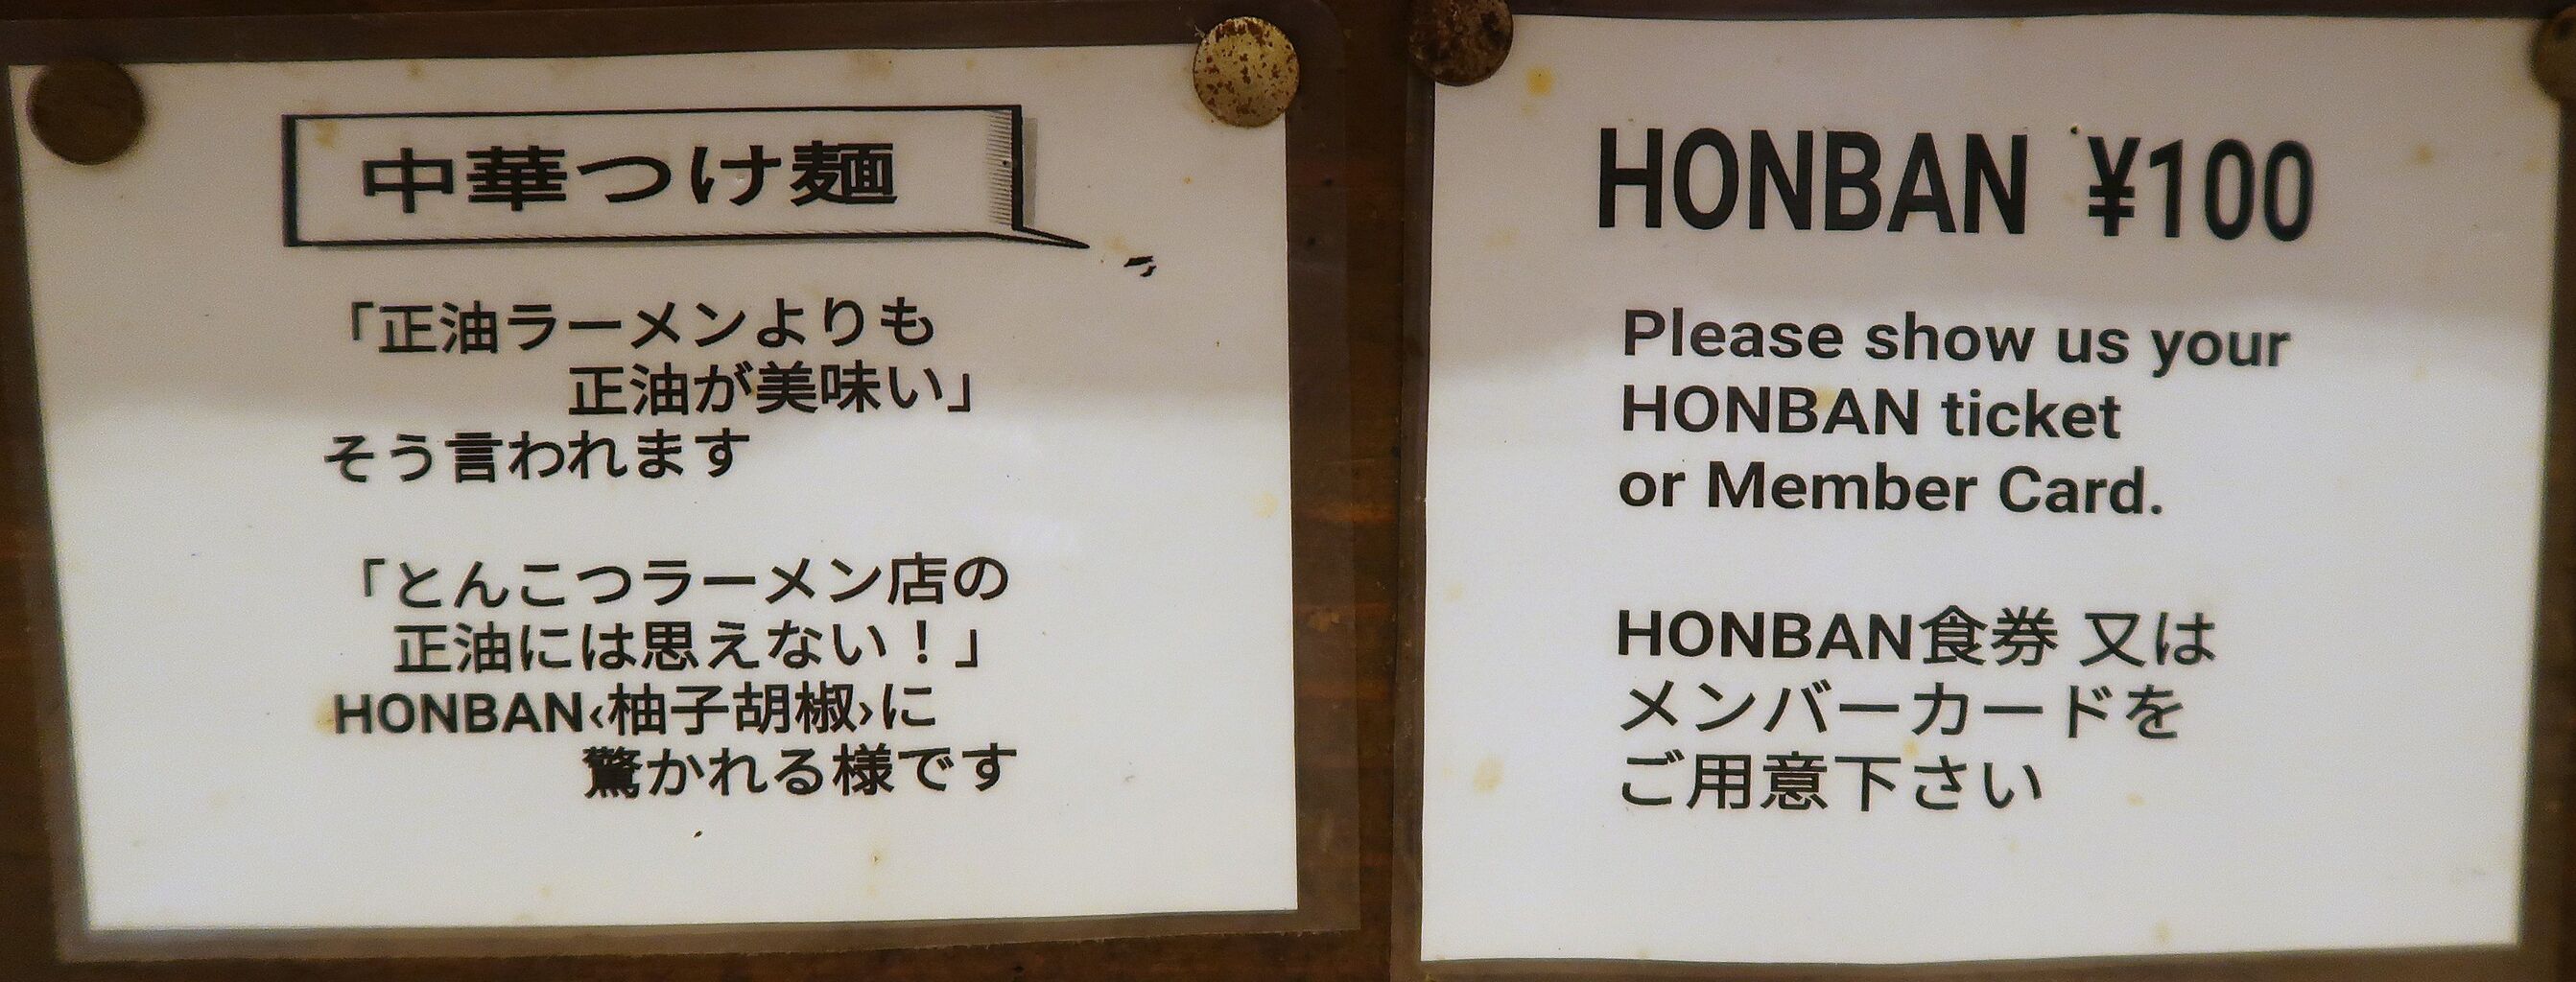 中華つけ麺
「正油ラーメンよりも
正油が美味い」
そう言われます
「とんこつラーメン店の
正油には思えない！」
HONBAN‹柚子胡椒›に
驚かれる様です
HONBAN ¥100
Please show us your
HONBAN ticket
or Member Card.
HONBAN食券 又は
メンバーカードを
ご用意下さい